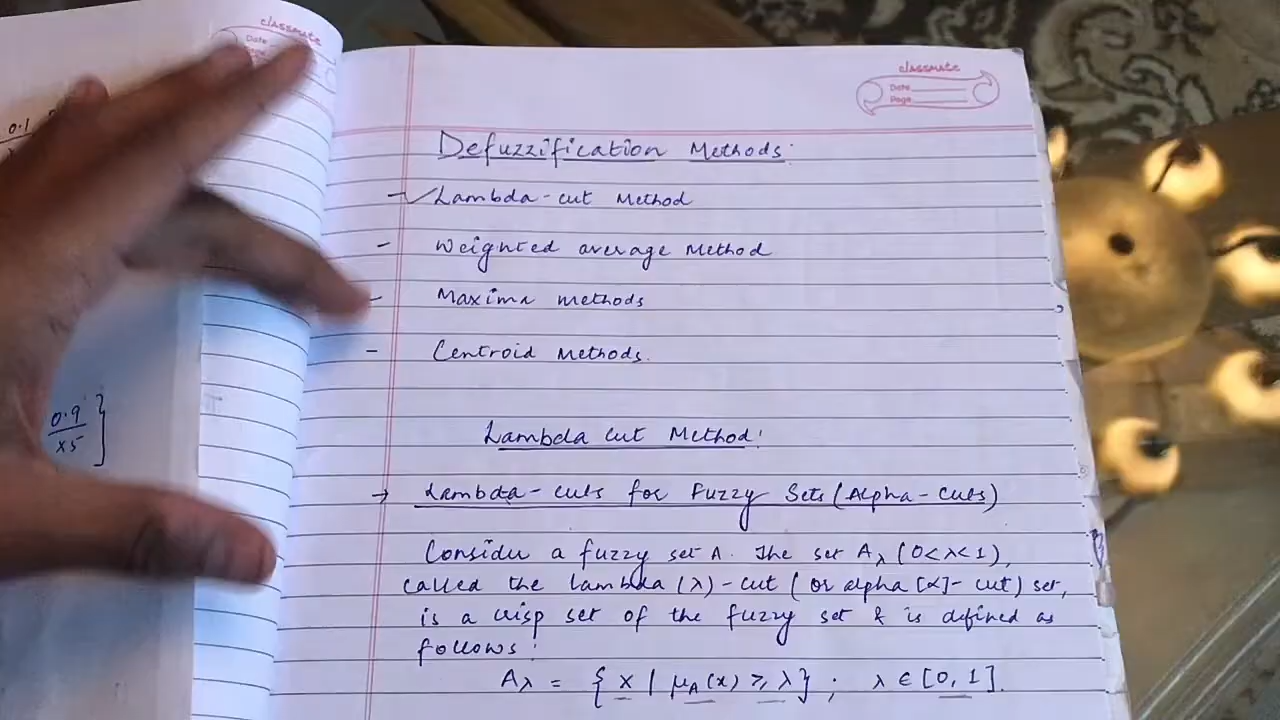 classmate
Date
0.1
0.9
x5
classmate
Date
Page
Defuzzification Methods:
- ✓ Lambda-cut Method
- Weighted average Method
- Maxima methods
- Centroid Methods.
Lambda cut Method:
→ Lambda-cuts for Fuzzy Sets (Alpha-cuts)
Consider a fuzzy set A. The set Aλ (0<λ<1),
called the lambda (λ)-cut (or alpha [α]-cut) set,
is a crisp set of the fuzzy set & is defined as
follows:
Aλ = { x | μA(x) ≥ λ} ; λ ∈ [0, 1].